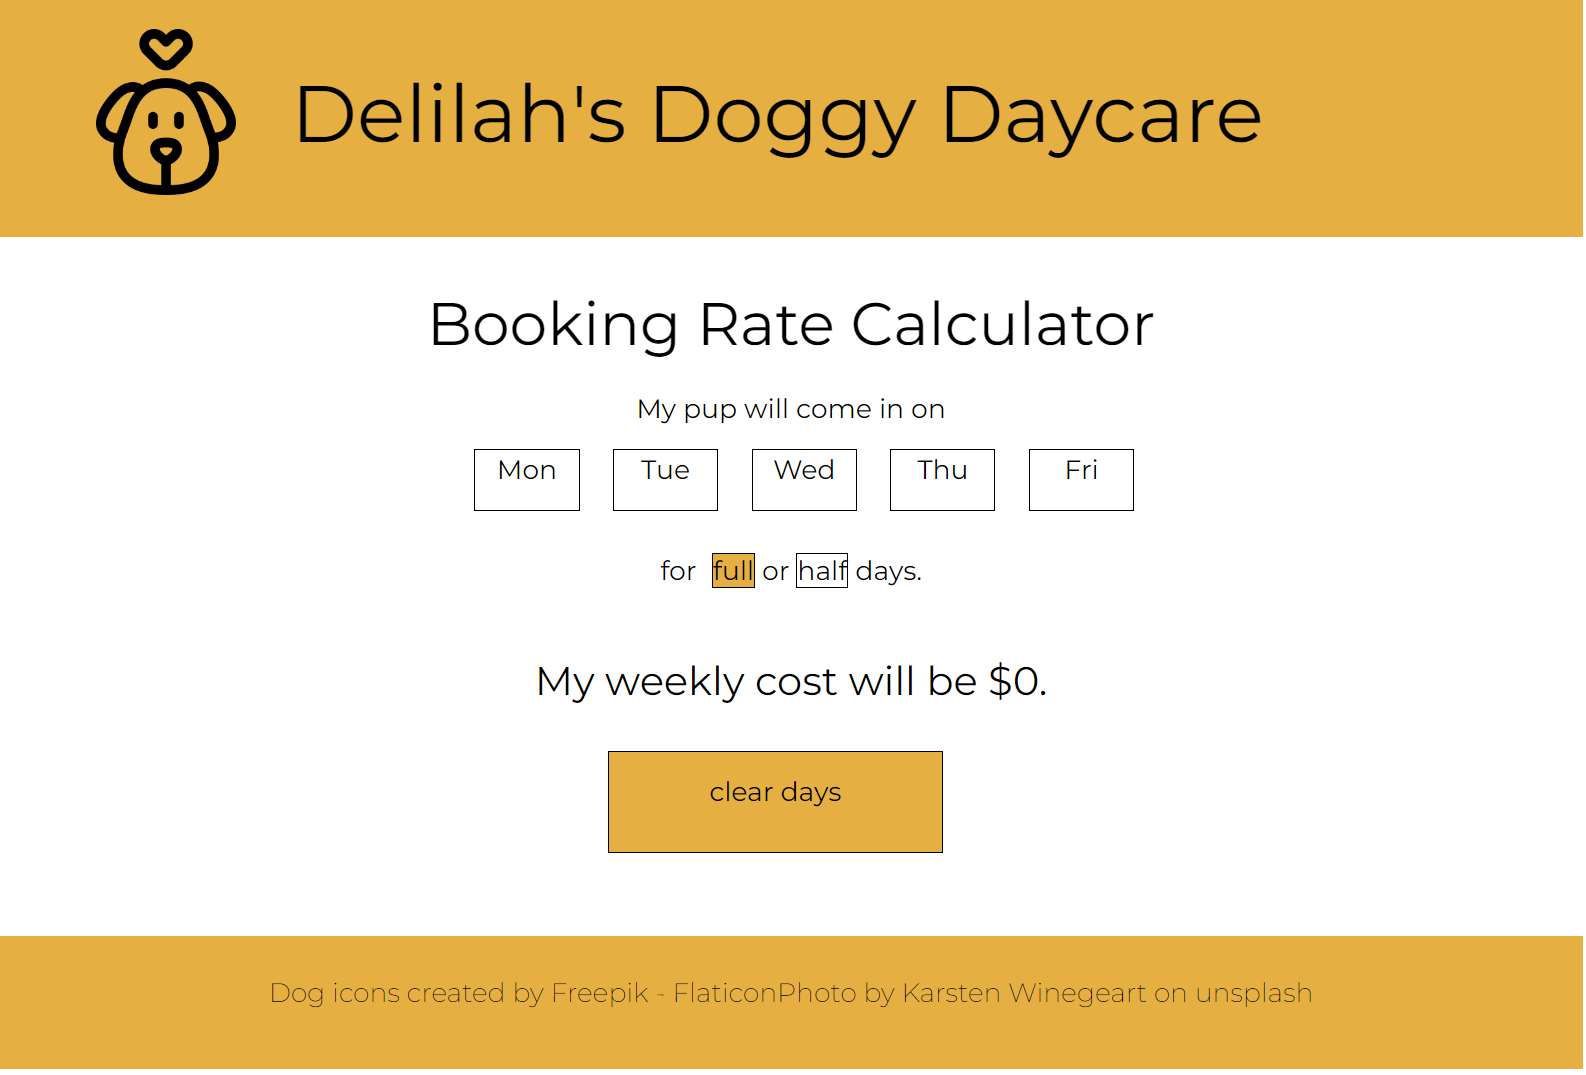 Delilah's Doggy Daycare
Booking Rate Calculator
My pup will come in on
Mon Tue Wed Thu Fri
for full or half days.
My weekly cost will be $0.
clear days
Dog icons created by Freepik - FlaticonPhoto by Karsten Winegeart on unsplash